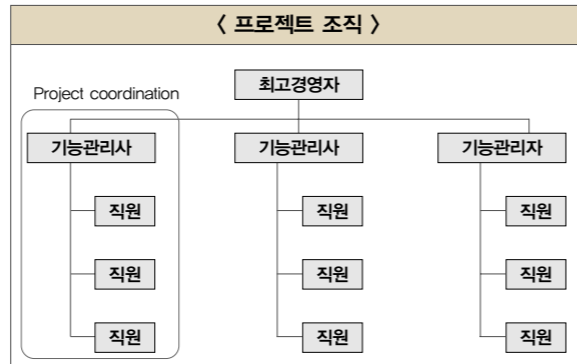 〈 프로젝트 조직 〉
최고경영자
Project coordination
기능관리사 기능관리사 기능관리자
직원 직원 직원
직원 직원 직원
직원 직원 직원